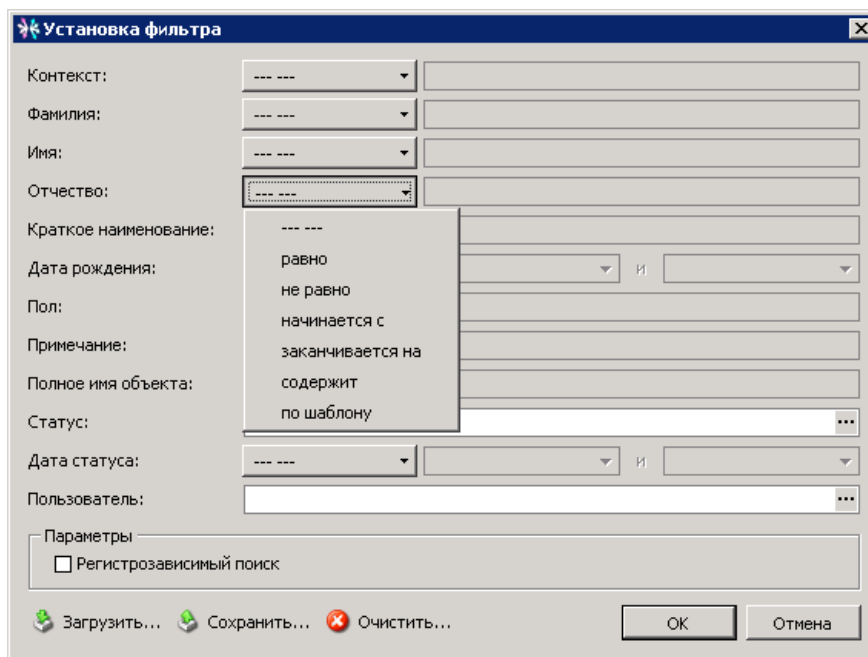 Установка фильтра
Контекст: --- ---
Фамилия: --- ---
Имя: --- ---
Отчество: --- ---
Краткое наименование: --- ---
Дата рождения: равно и
Пол: не равно
начинается с
Примечание: заканчивается на
Полное имя объекта: содержит
Статус: по шаблону ...
Дата статуса: --- --- и
Пользователь: ...
Параметры
Регистрозависимый поиск
Загрузить... Сохранить... Очистить... ОК Отмена